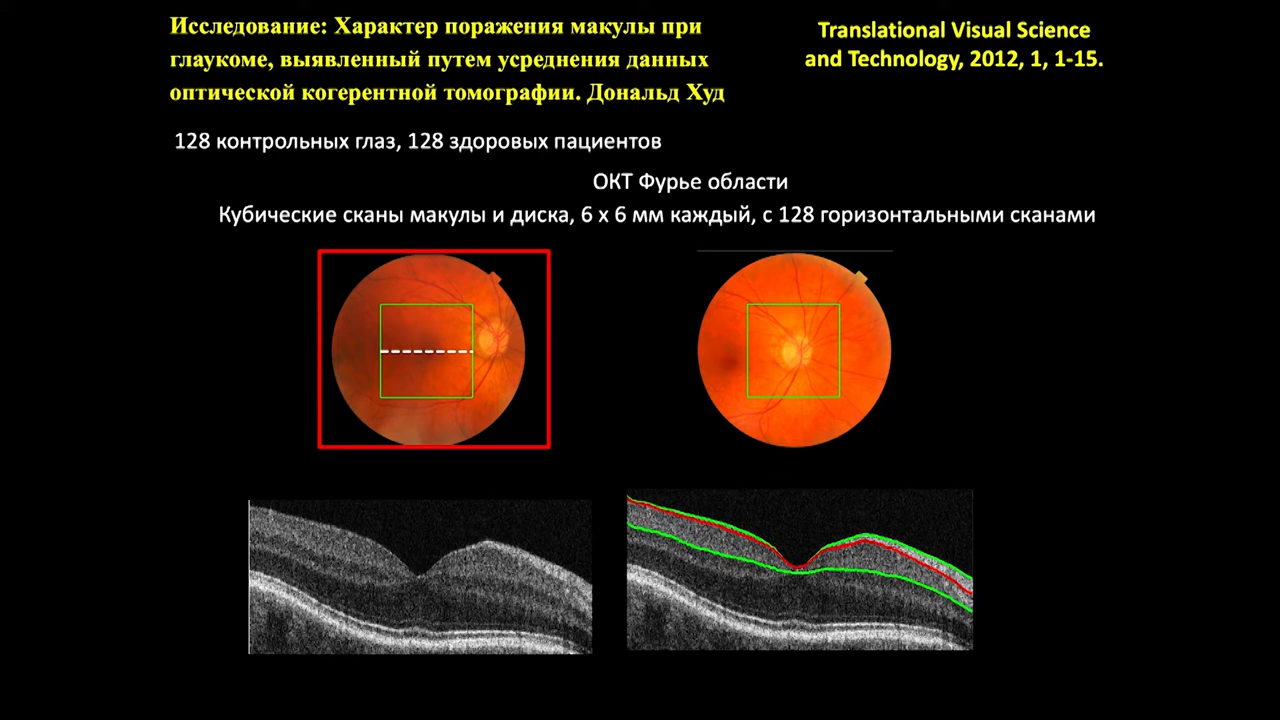 Исследование: Характер поражения макулы при
глаукоме, выявленный путем усреднения данных
оптической когерентной томографии. Дональд Худ
Translational Visual Science
and Technology, 2012, 1, 1-15.
128 контрольных глаз, 128 здоровых пациентов
ОКТ Фурье области
Кубические сканы макулы и диска, 6 x 6 мм каждый, с 128 горизонтальными сканами